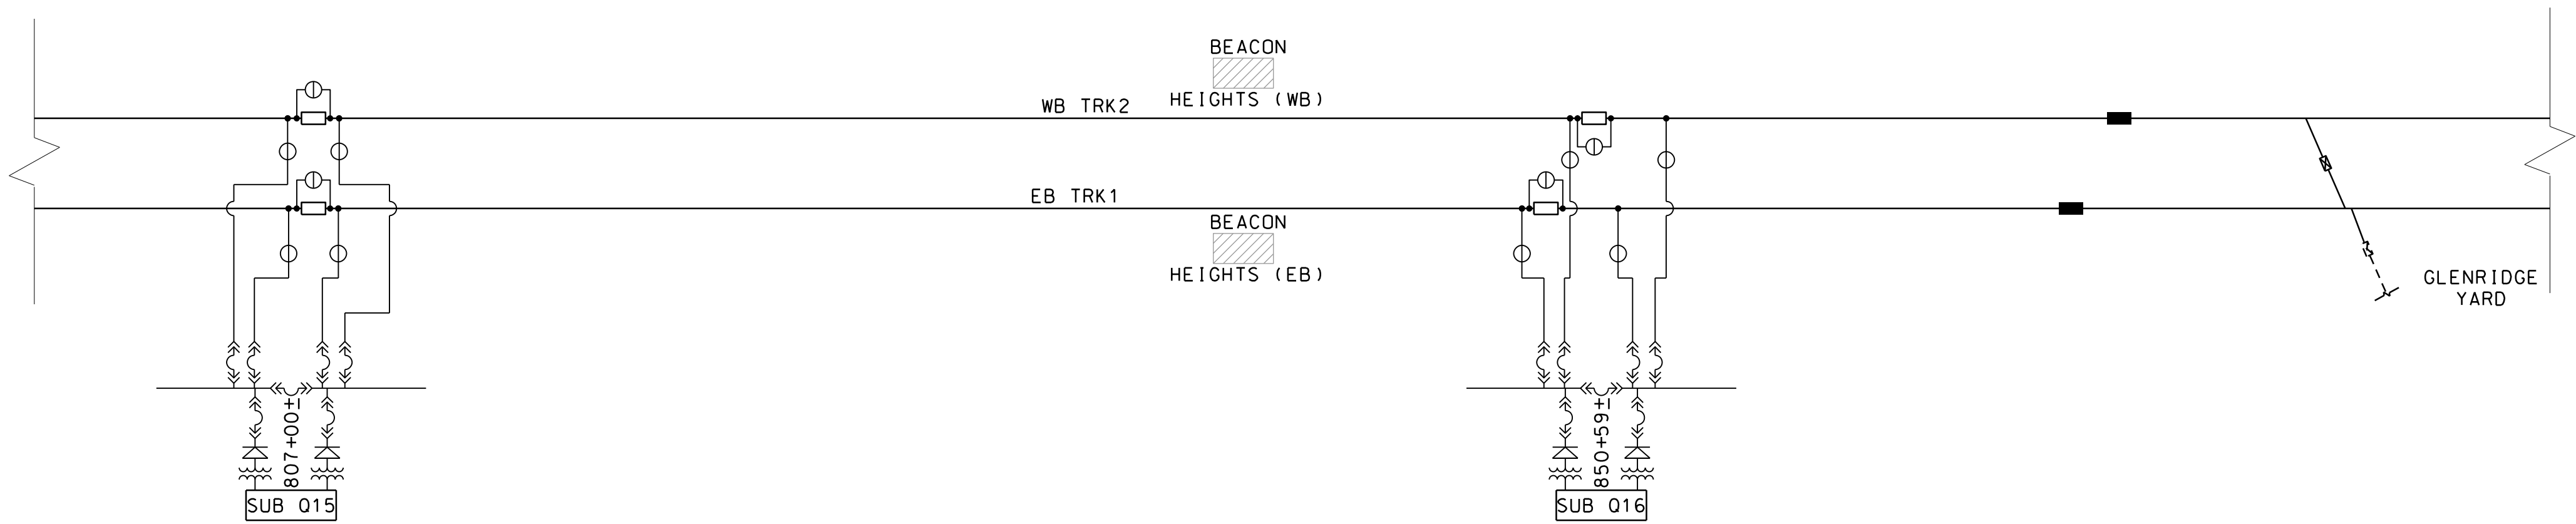 BEACON
HEIGHTS (WB)
WB TRK2
EB TRK1
BEACON
HEIGHTS (EB)
GLENRIDGE
YARD
807+00±
SUB Q15
850+59±
SUB Q16